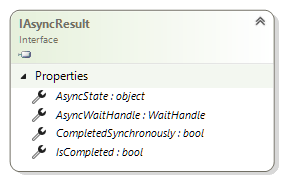 IAsyncResult
Interface
Properties
AsyncState : object
AsyncWaitHandle : WaitHandle
CompletedSynchronously : bool
IsCompleted : bool